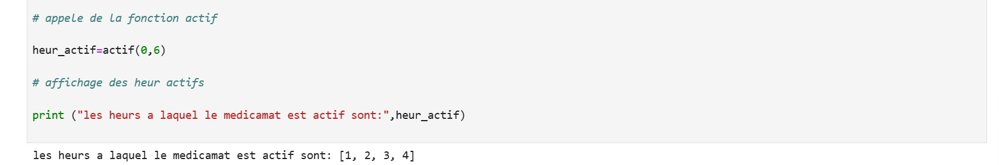 # appele de la fonction actif
heur_actif=actif(0,6)
# affichage des heur actifs
print ("les heurs a laquel le medicamat est actif sont:",heur_actif)
les heurs a laquel le medicamat est actif sont: [1, 2, 3, 4]